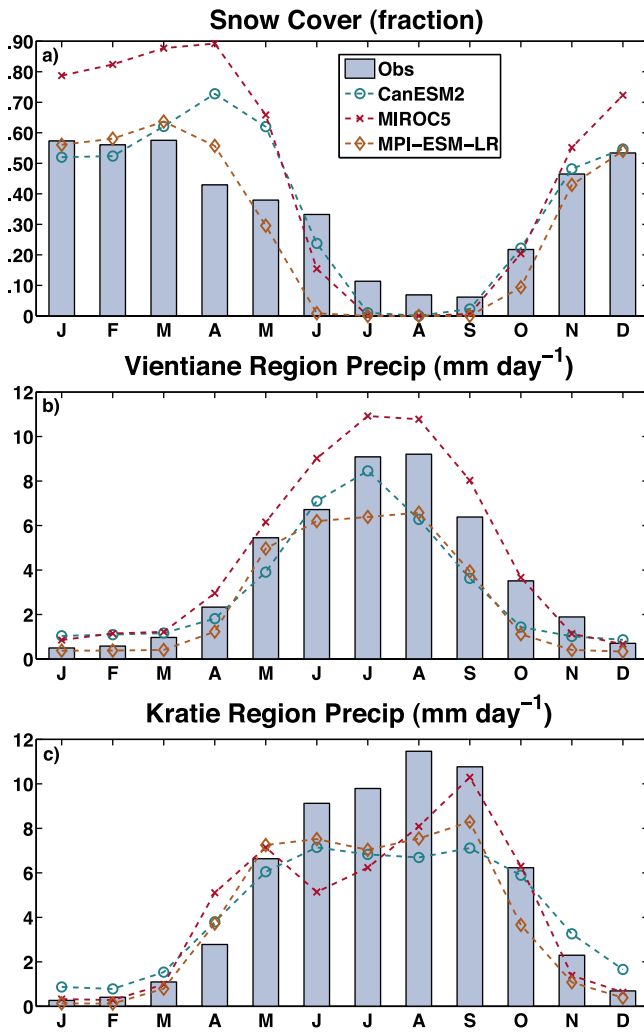 Snow Cover (fraction)
a)
.90
.80
.70
.60
.50
.40
.30
.20
.10
0
Obs
CanESM2
MIROC5
MPI−ESM−LR
J F M A M J J A S O N D
Vientiane Region Precip (mm day−1)
b)
12
10
8
6
4
2
0
J F M A M J J A S O N D
Kratie Region Precip (mm day−1)
c)
12
10
8
6
4
2
0
J F M A M J J A S O N D